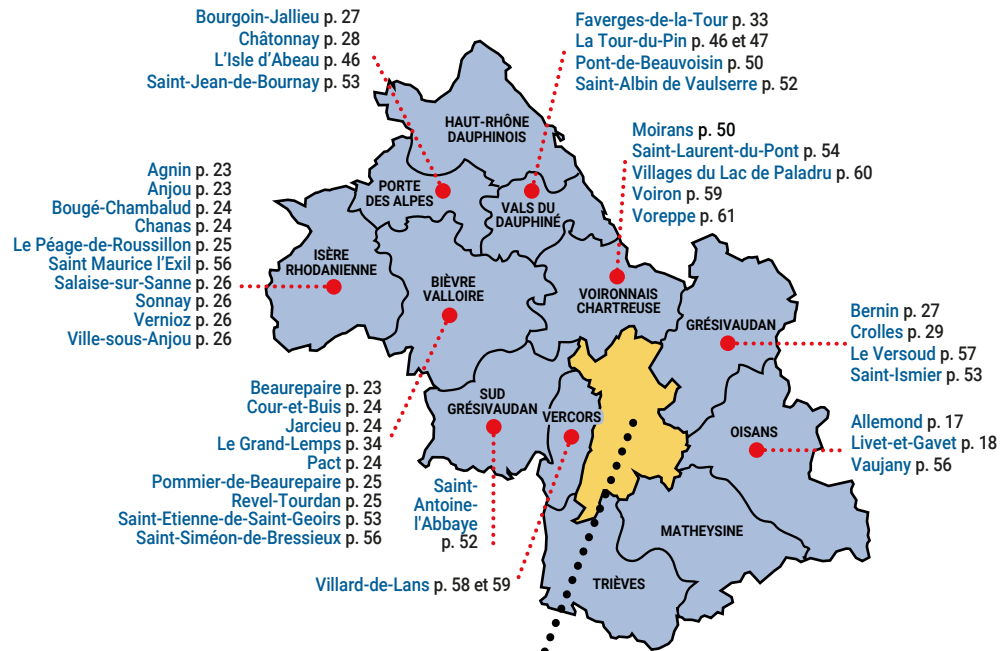 Bourgoin-Jallieu p. 27
Châtonnay p. 28
L'Isle d'Abeau p. 46
Saint-Jean-de-Bournay p. 53
Faverges-de-la-Tour p. 33
La Tour-du-Pin p. 46 et 47
Pont-de-Beauvoisin p. 50
Saint-Albin de Vaulserre p. 52
Moirans p. 50
Saint-Laurent-du-Pont p. 54
Villages du Lac de Paladru p. 60
Voiron p. 59
Voreppe p. 61
Agnin p. 23
Anjou p. 23
Bougé-Chambalud p. 24
Chanas p. 24
Le Péage-de-Roussillon p. 25
Saint Maurice l'Exil p. 56
Salaise-sur-Sanne p. 26
Sonnay p. 26
Vernioz p. 26
Ville-sous-Anjou p. 26
HAUT-RHÔNE
DAUPHINOIS
PORTE
DES ALPES
VALS DU
DAUPHINÉ
ISÈRE
RHODANIENNE
BIÈVRE
VALLOIRE
VOIRONNAIS
CHARTREUSE
GRÉSIVAUDAN
Bernin p. 27
Crolles p. 29
Le Versoud p. 57
Saint-Ismier p. 53
SUD
GRÉSIVAUDAN
VERCORS
OISANS
Allemond p. 17
Livet-et-Gavet p. 18
Vaujany p. 56
Beaurepaire p. 23
Cour-et-Buis p. 24
Jarcieu p. 24
Le Grand-Lemps p. 34
Pact p. 24
Pommier-de-Beaurepaire p. 25
Revel-Tourdan p. 25
Saint-Etienne-de-Saint-Geoirs p. 53
Saint-Siméon-de-Bressieux p. 56
Saint-
Antoine-
l'Abbaye
p. 52
MATHEYSINE
TRIÈVES
Villard-de-Lans p. 58 et 59